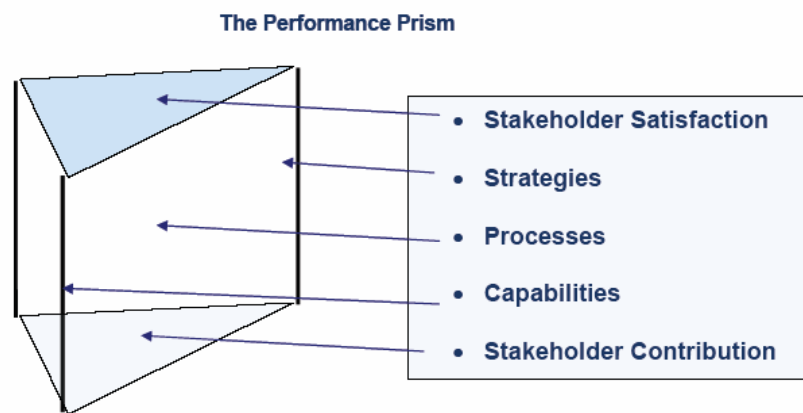 The Performance Prism
• Stakeholder Satisfaction
• Strategies
• Processes
• Capabilities
• Stakeholder Contribution